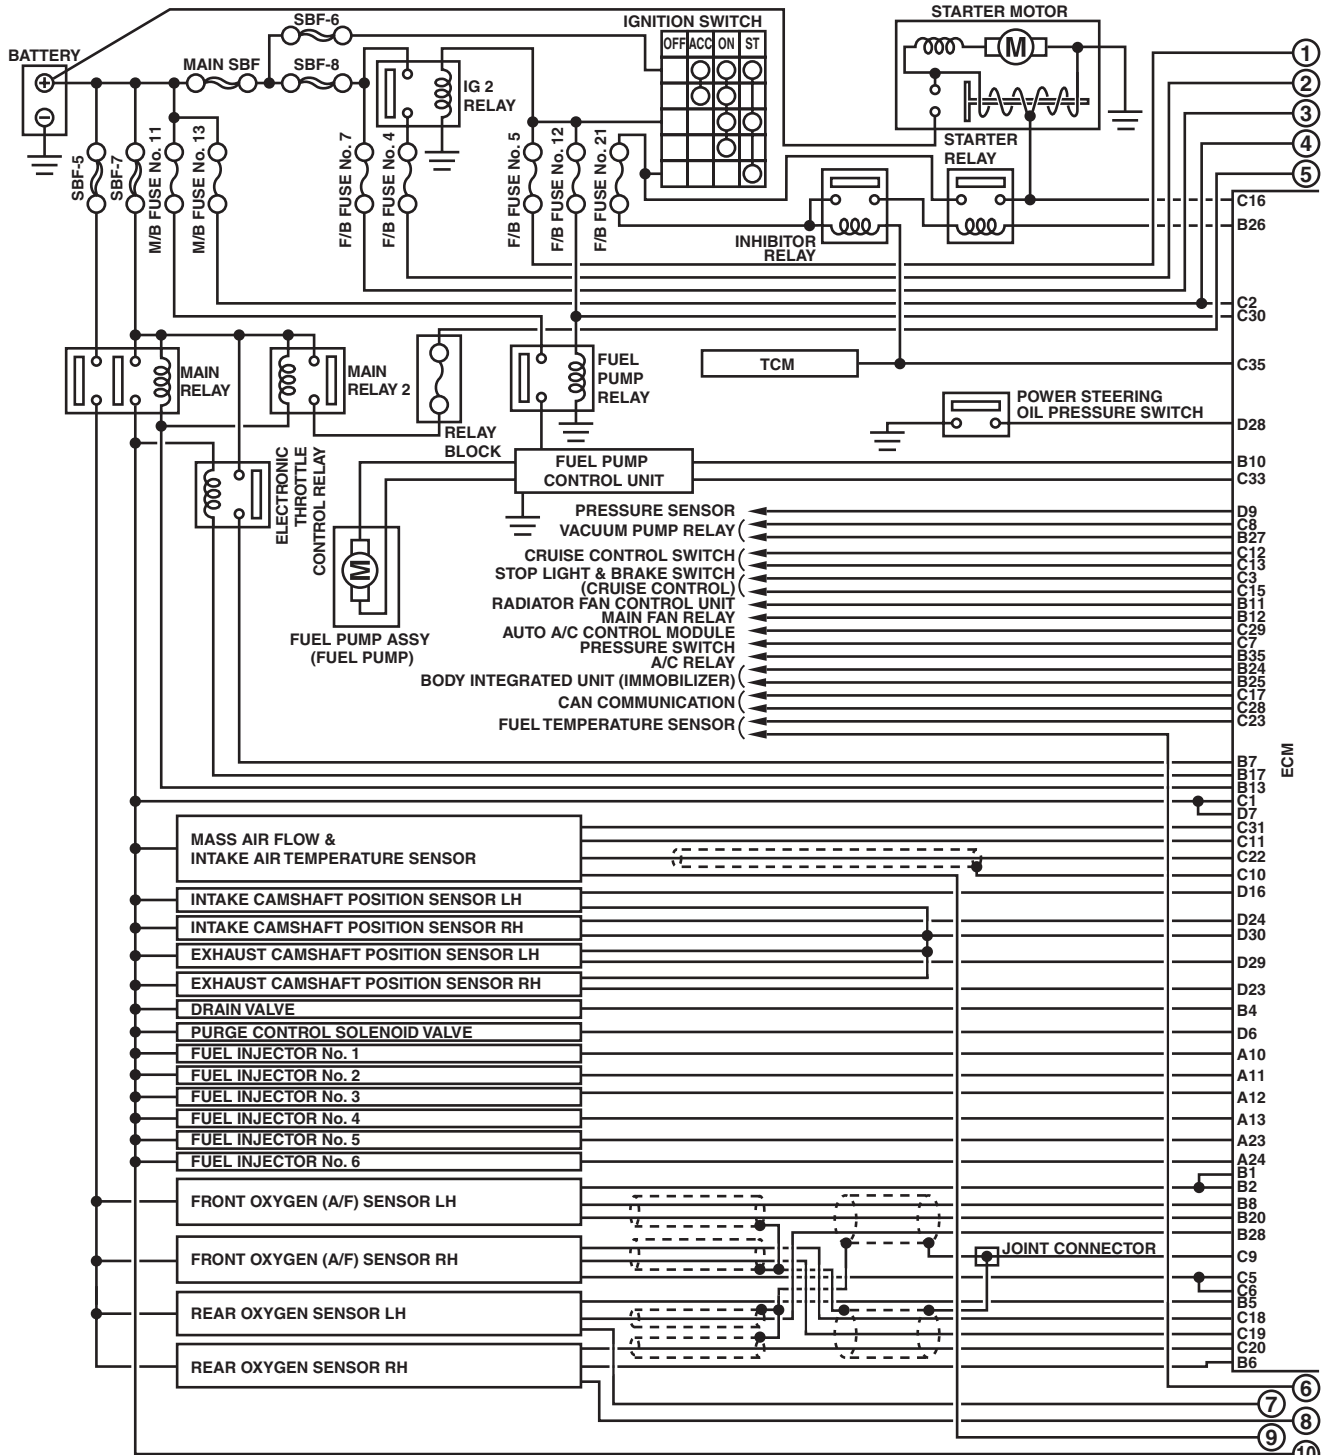 SBF-6
IGNITION SWITCH
STARTER MOTOR
BATTERY
MAIN SBF
SBF-8
OFF ACC ON ST
M
1
2
3
4
5
IG 2
RELAY
STARTER
RELAY
SBF-5
SBF-7
M/B FUSE No. 11
M/B FUSE No. 13
F/B FUSE No. 7
F/B FUSE No. 4
F/B FUSE No. 5
F/B FUSE No. 12
F/B FUSE No. 21
INHIBITOR
RELAY
C16
B26
C2
C30
MAIN
RELAY
MAIN
RELAY 2
RELAY
BLOCK
FUEL
PUMP
RELAY
TCM
C35
POWER STEERING
OIL PRESSURE SWITCH
D28
ELECTRONIC
THROTTLE
CONTROL RELAY
FUEL PUMP
CONTROL UNIT
B10
C33
M
FUEL PUMP ASSY
(FUEL PUMP)
PRESSURE SENSOR
VACUUM PUMP RELAY
CRUISE CONTROL SWITCH
STOP LIGHT & BRAKE SWITCH
(CRUISE CONTROL)
RADIATOR FAN CONTROL UNIT
MAIN FAN RELAY
AUTO A/C CONTROL MODULE
PRESSURE SWITCH
A/C RELAY
BODY INTEGRATED UNIT (IMMOBILIZER)
CAN COMMUNICATION
FUEL TEMPERATURE SENSOR
D9
C8
B27
C12
C13
C3
C15
B11
B12
C29
C7
B35
B24
B25
C17
C28
C23
ECM
B7
B17
B13
C1
D7
MASS AIR FLOW &
INTAKE AIR TEMPERATURE SENSOR
C31
C11
C22
C10
INTAKE CAMSHAFT POSITION SENSOR LH
D16
INTAKE CAMSHAFT POSITION SENSOR RH
D24
D30
EXHAUST CAMSHAFT POSITION SENSOR LH
D29
EXHAUST CAMSHAFT POSITION SENSOR RH
D23
DRAIN VALVE
B4
PURGE CONTROL SOLENOID VALVE
D6
FUEL INJECTOR No. 1
A10
FUEL INJECTOR No. 2
A11
FUEL INJECTOR No. 3
A12
FUEL INJECTOR No. 4
A13
FUEL INJECTOR No. 5
A23
FUEL INJECTOR No. 6
A24
B1
B2
FRONT OXYGEN (A/F) SENSOR LH
B8
B20
B28
FRONT OXYGEN (A/F) SENSOR RH
JOINT CONNECTOR
C9
C5
C6
B5
REAR OXYGEN SENSOR LH
C18
C19
C20
REAR OXYGEN SENSOR RH
B6
6
7
8
9
10